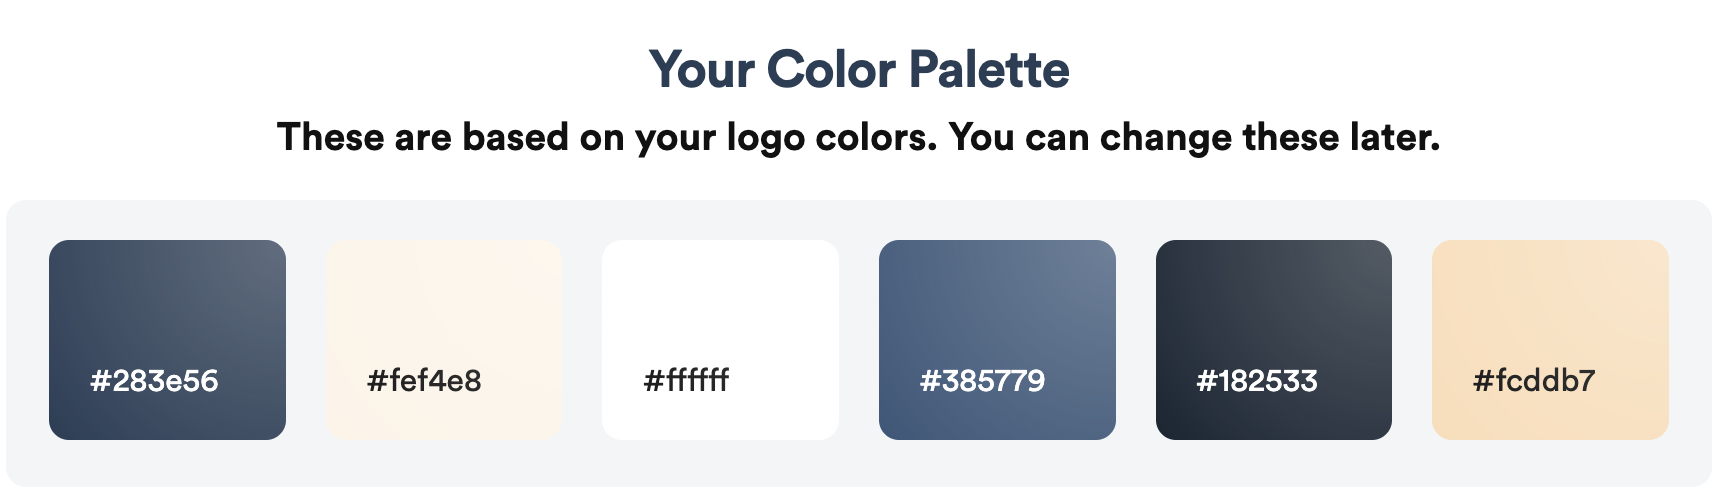 Your Color Palette
These are based on your logo colors. You can change these later.
#283e56 #fef4e8 #ffffff #385779 #182533 #fcddb7